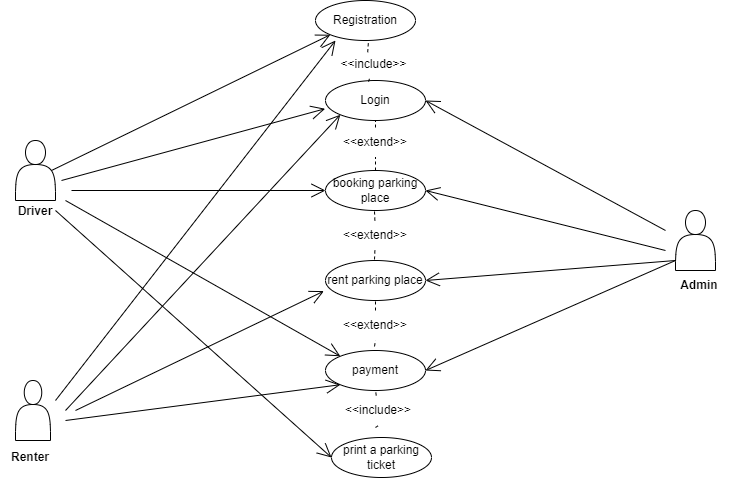 Registration
<<include>>
Login
<<extend>>
booking parking
place
Driver
<<extend>>
rent parking place
Admin
<<extend>>
payment
<<include>>
print a parking
ticket
Renter